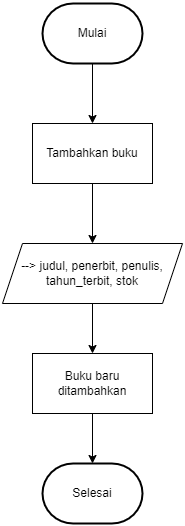 Mulai
Tambahkan buku
--> judul, penerbit, penulis,
tahun_terbit, stok
Buku baru
ditambahkan
Selesai